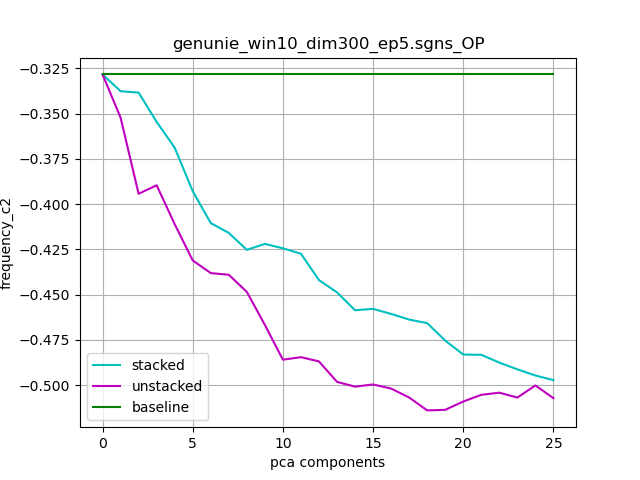 genunie_win10_dim300_ep5.sgns_OP
−0.325
−0.350
−0.375
−0.400
−0.425
−0.450
−0.475
−0.500
frequency_c2
stacked
unstacked
baseline
0 5 10 15 20 25
pca components